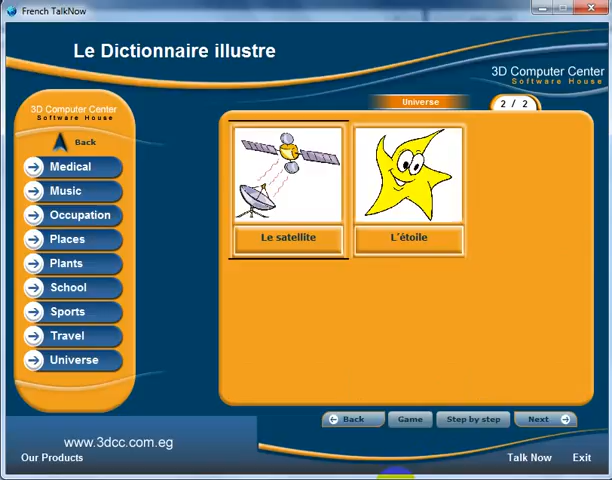 French TalkNow
Le Dictionnaire illustre
3D Computer Center
Software House
3D Computer Center
Software House
Back
Medical
Music
Occupation
Places
Plants
School
Sports
Travel
Universe
Universe
2 / 2
Le satellite
L'étoile
Back
Game
Step by step
Next
www.3dcc.com.eg
Our Products
Talk Now
Exit